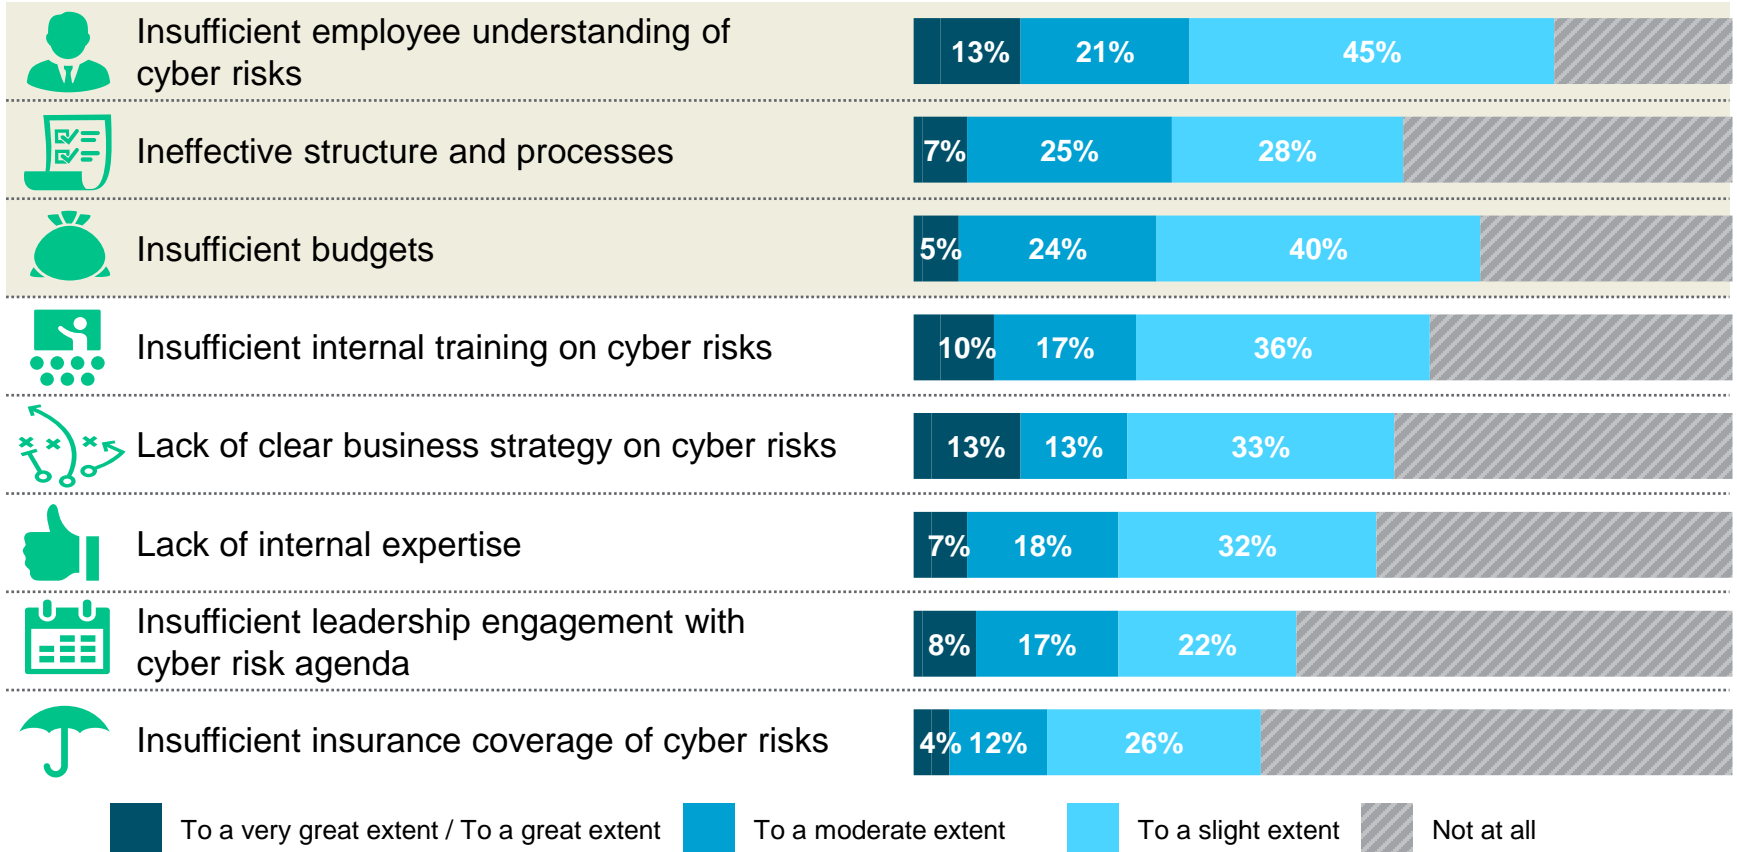 Insufficient employee understanding of
cyber risks
13% 21% 45%
Ineffective structure and processes
7% 25% 28%
Insufficient budgets
5% 24% 40%
Insufficient internal training on cyber risks
10% 17% 36%
Lack of clear business strategy on cyber risks
13% 13% 33%
Lack of internal expertise
7% 18% 32%
Insufficient leadership engagement with
cyber risk agenda
8% 17% 22%
Insufficient insurance coverage of cyber risks
4% 12% 26%
To a very great extent / To a great extent To a moderate extent To a slight extent Not at all